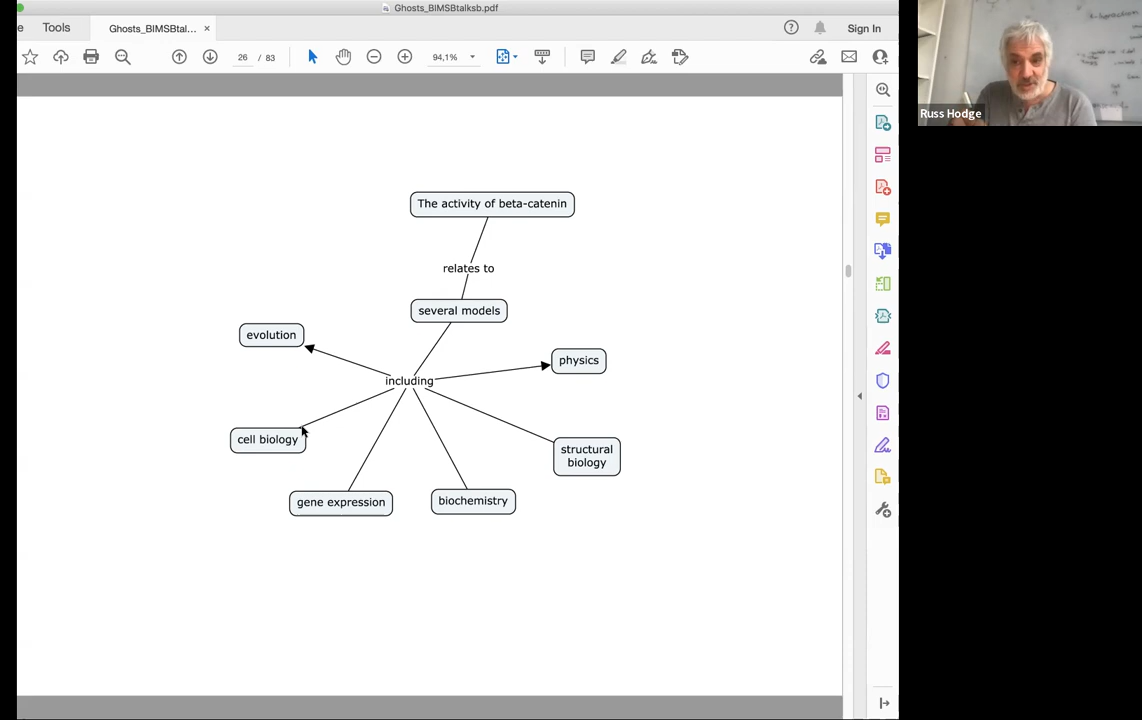 Ghosts_BIMSBtalksb.pdf
e Tools Ghosts_BIMSBtal... × Sign In
26 / 83 94,1%
Russ Hodge
The activity of beta-catenin
relates to
several models
evolution
physics
including
cell biology
structural
biology
gene expression
biochemistry